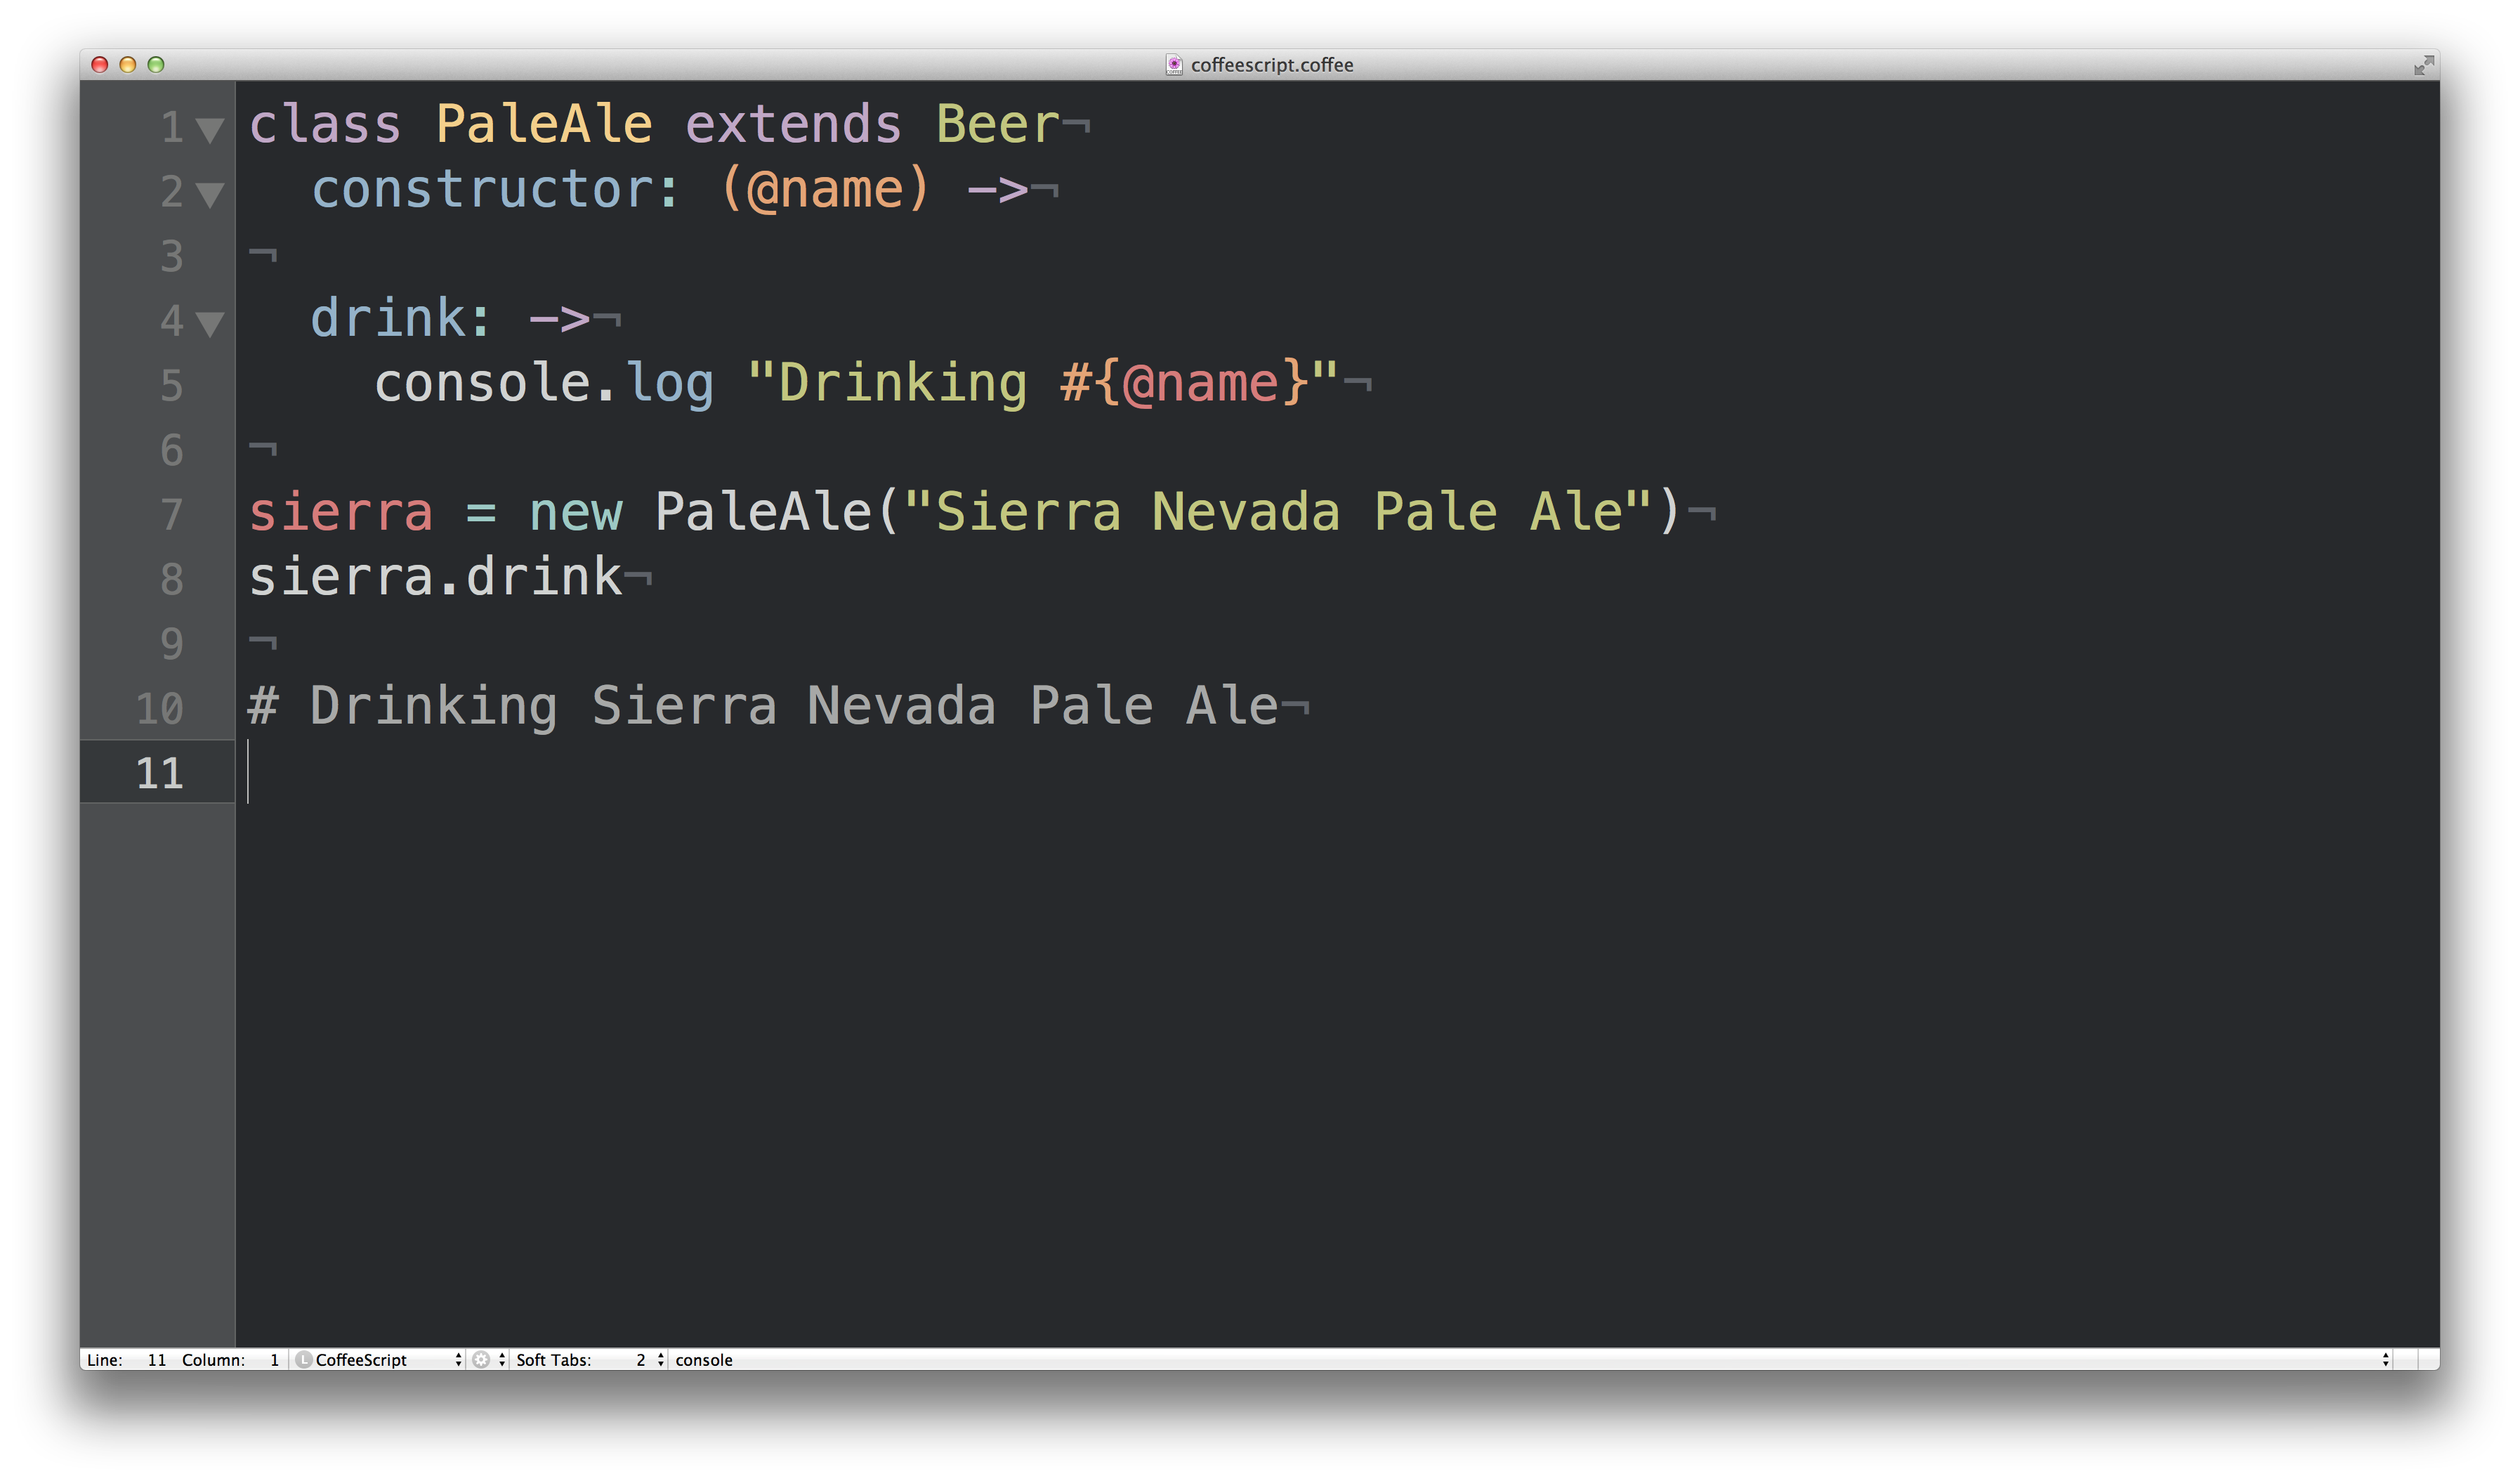 coffeescript.coffee
1 class PaleAle extends Beer¬
2   constructor: (@name) ->¬
3 ¬
4   drink: ->¬
5     console.log "Drinking #{@name}"¬
6 ¬
7 sierra = new PaleAle("Sierra Nevada Pale Ale")¬
8 sierra.drink¬
9 ¬
10 # Drinking Sierra Nevada Pale Ale¬
11
Line: 11 Column: 1 L CoffeeScript Soft Tabs: 2 console